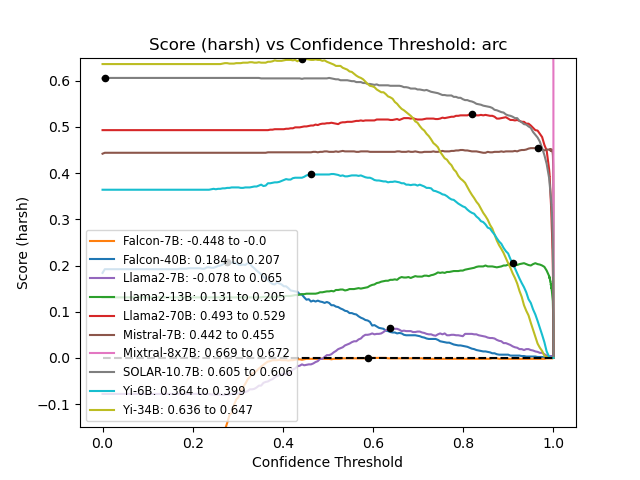 Score (harsh) vs Confidence Threshold: arc
Score (harsh)
0.6
0.5
0.4
0.3
0.2
0.1
0.0
−0.1
Falcon-7B: -0.448 to -0.0
Falcon-40B: 0.184 to 0.207
Llama2-7B: -0.078 to 0.065
Llama2-13B: 0.131 to 0.205
Llama2-70B: 0.493 to 0.529
Mistral-7B: 0.442 to 0.455
Mixtral-8x7B: 0.669 to 0.672
SOLAR-10.7B: 0.605 to 0.606
Yi-6B: 0.364 to 0.399
Yi-34B: 0.636 to 0.647
0.0 0.2 0.4 0.6 0.8 1.0
Confidence Threshold